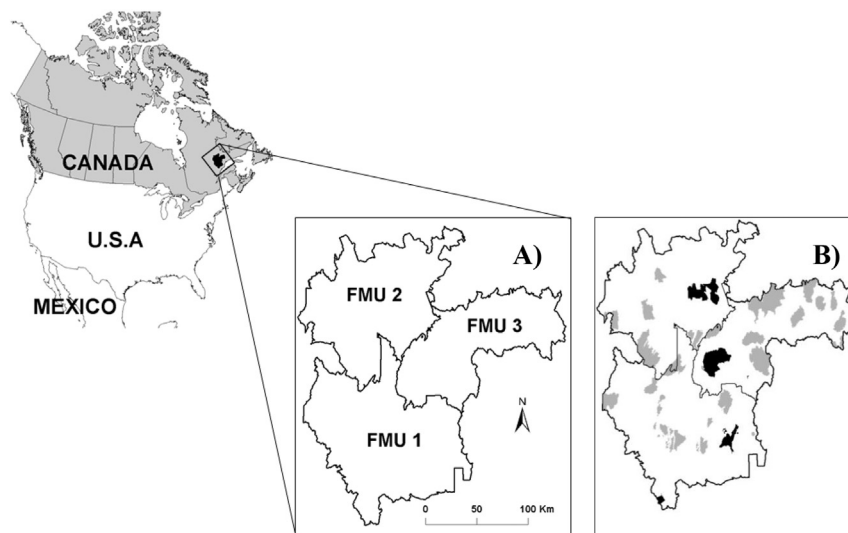 CANADA
U.S.A
MEXICO
A)
FMU 2
FMU 3
FMU 1
N
0 50 100 Km
B)